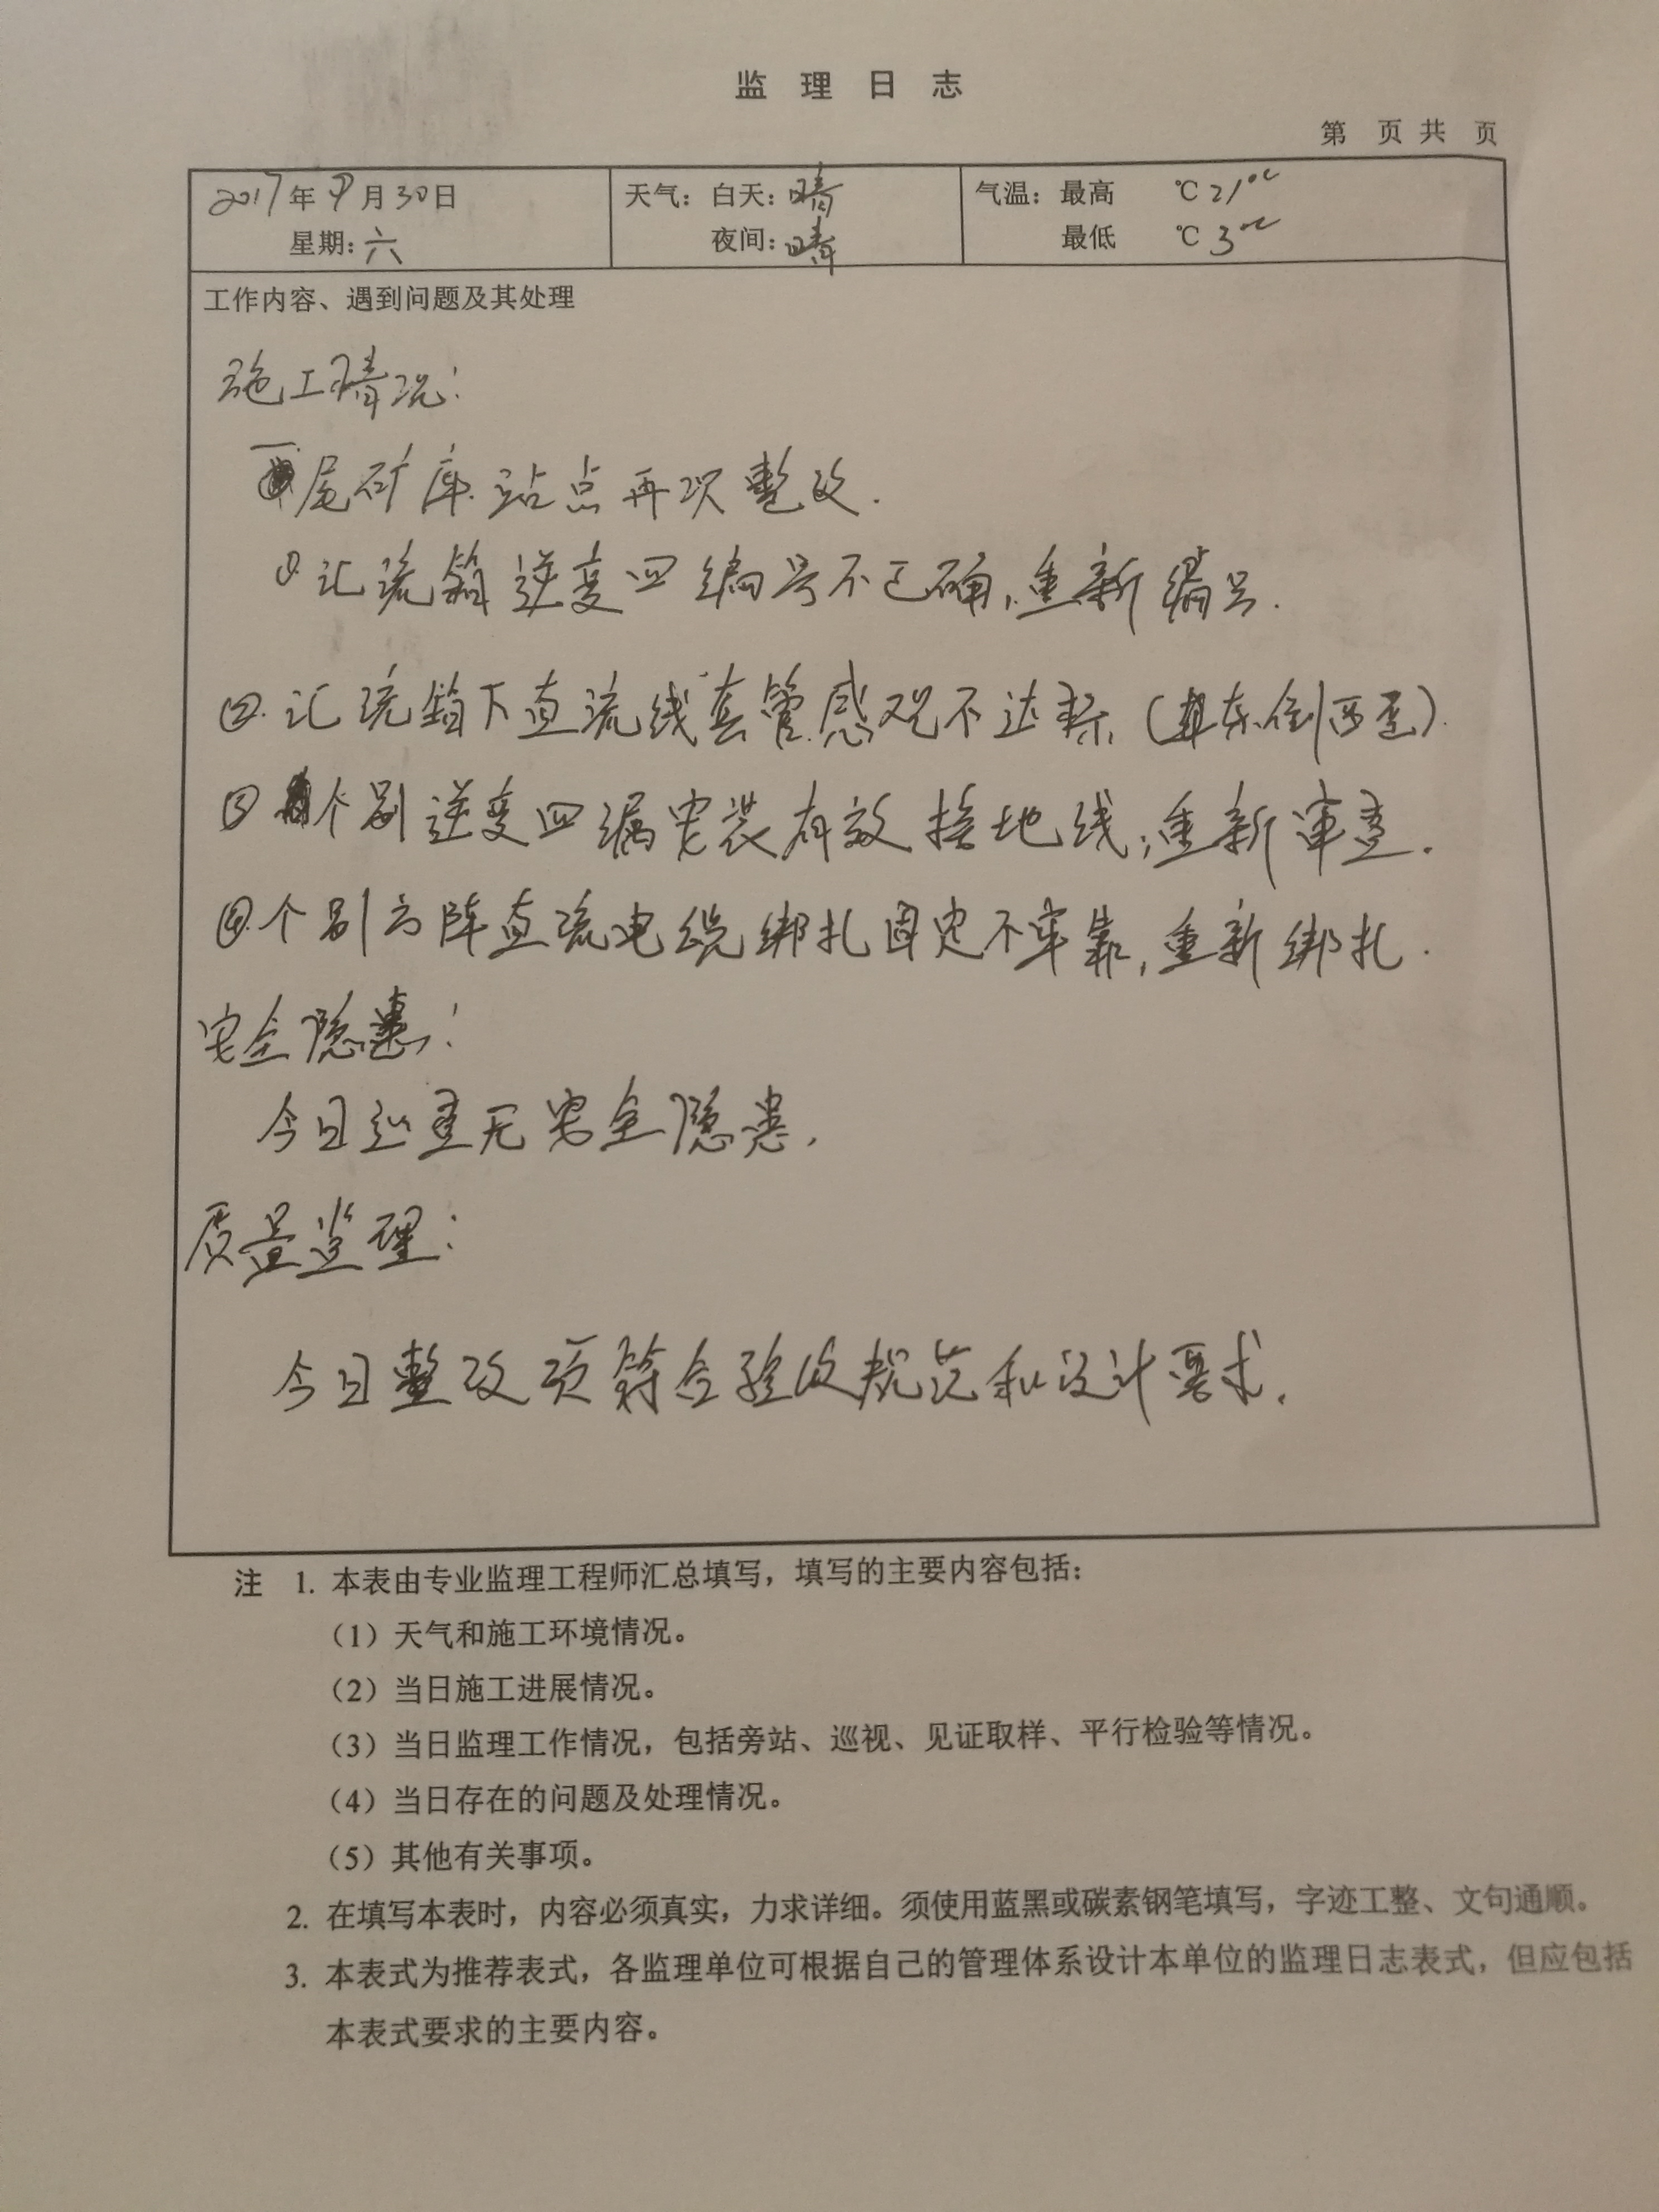 监理日志
第 页 共 页
2017年9月30日 天气：白天：晴 气温：最高 ℃ 21℃
星期：六 夜间：晴 最低 ℃ 3℃
工作内容、遇到问题及其处理
施工情况：
一尾矿库站点再次整改.
①汇流箱逆变四编号不正确,重新编号.
②.汇流箱下直流线套管感观不达标(东倒西歪).
③个别逆变四漏安装有效接地线,重新审查.
④.个别方阵直流电缆绑扎固定不牢靠,重新绑扎.
安全隐患：
今日巡查无安全隐患.
质量监理：
今日整改项符合验收规范和设计要求.
注 1. 本表由专业监理工程师汇总填写，填写的主要内容包括：
（1）天气和施工环境情况。
（2）当日施工进展情况。
（3）当日监理工作情况，包括旁站、巡视、见证取样、平行检验等情况。
（4）当日存在的问题及处理情况。
（5）其他有关事项。
2. 在填写本表时，内容必须真实，力求详细。须使用蓝黑或碳素钢笔填写，字迹工整、文句通顺。
3. 本表式为推荐表式，各监理单位可根据自己的管理体系设计本单位的监理日志表式，但应包括
本表式要求的主要内容。